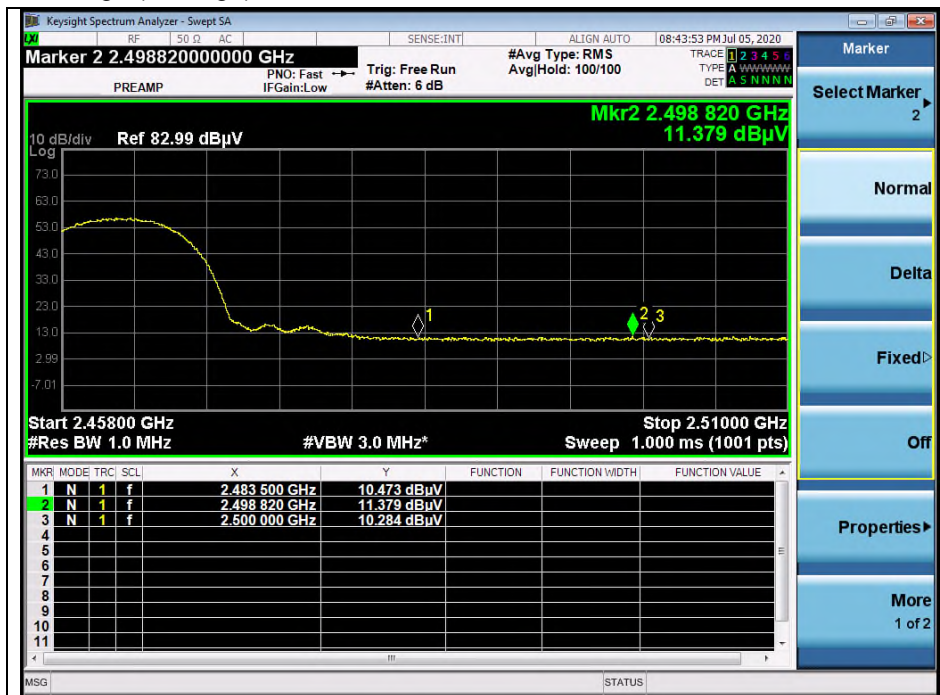 Keysight Spectrum Analyzer - Swept SA
LXI RF 50 Ω AC SENSE:INT ALIGN AUTO 08:43:53 PM Jul 05, 2020
Marker 2 2.498820000000 GHz
PREAMP
PNO: Fast
IFGain:Low
Trig: Free Run
#Atten: 6 dB
#Avg Type: RMS
Avg|Hold: 100/100
TRACE 1 2 3 4 5 6
TYPE A WWWWW
DET A S N N N N
Mkr2 2.498 820 GHz
11.379 dBµV
10 dB/div Ref 82.99 dBµV
Log
73.0
63.0
53.0
43.0
33.0
23.0
13.0
2.99
-7.01
1
2 3
Start 2.45800 GHz Stop 2.51000 GHz
#Res BW 1.0 MHz #VBW 3.0 MHz* Sweep 1.000 ms (1001 pts)
MKR MODE TRC SCL X Y FUNCTION FUNCTION WIDTH FUNCTION VALUE
1 N 1 f 2.483 500 GHz 10.473 dBµV
2 N 1 f 2.498 820 GHz 11.379 dBµV
3 N 1 f 2.500 000 GHz 10.284 dBµV
4
5
6
7
8
9
10
11
MSG STATUS
Marker
Select Marker
2
Normal
Delta
Fixed
Off
Properties
More
1 of 2